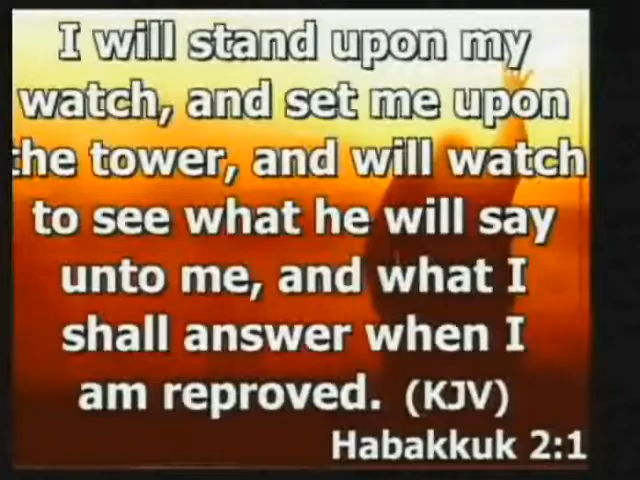 I will stand upon my
watch, and set me upon
the tower, and will watch
to see what he will say
unto me, and what I
shall answer when I
am reproved. (KJV)
Habakkuk 2:1